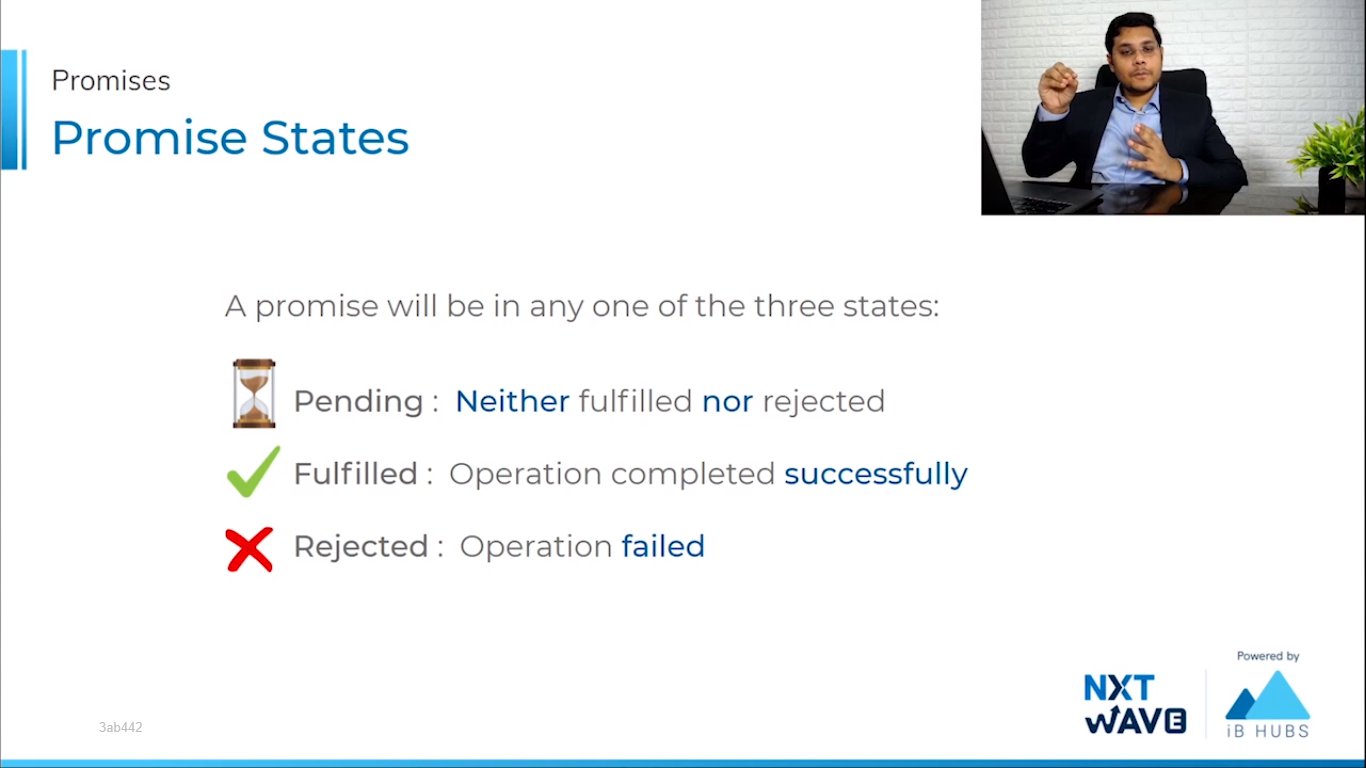 Promises
Promise States
A promise will be in any one of the three states:
Pending : Neither fulfilled nor rejected
Fulfilled : Operation completed successfully
Rejected : Operation failed
Powered by
NXT
WAVE
iB HUBS
3ab442